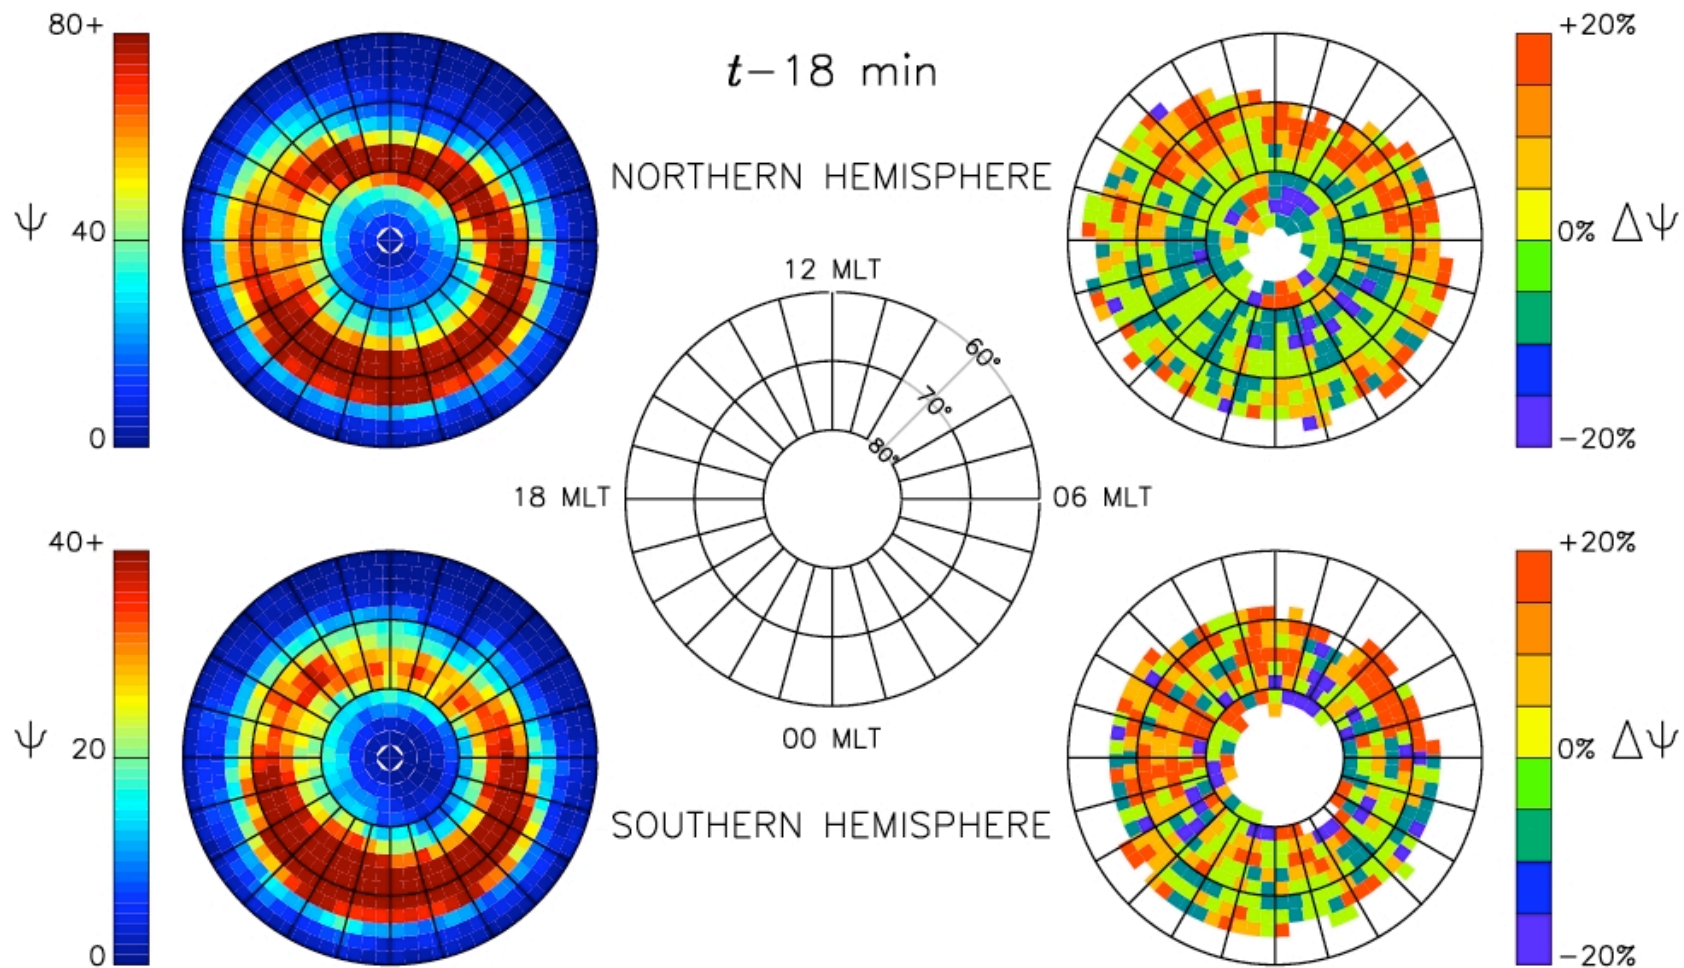 80+
+20%
t−18 min
NORTHERN HEMISPHERE
ψ
40
0%
Δψ
12 MLT
60°
70°
0
80°
−20%
18 MLT
06 MLT
40+
+20%
00 MLT
ψ
20
0%
Δψ
SOUTHERN HEMISPHERE
0
−20%